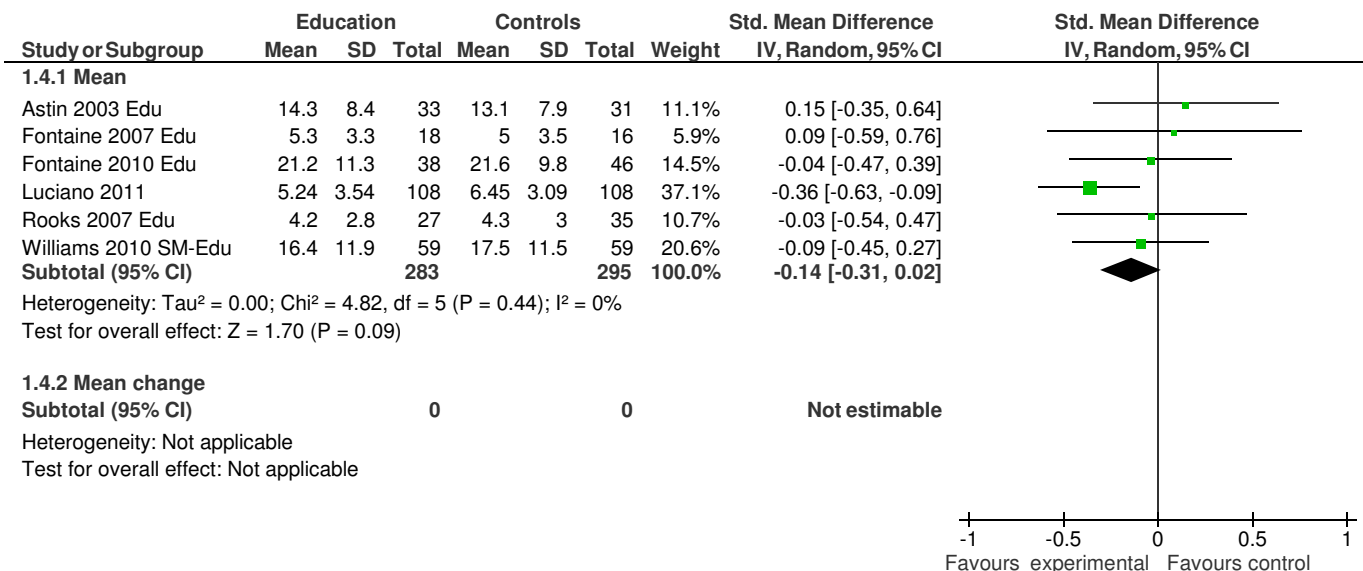 Education Controls Std. Mean Difference Std. Mean Difference
Study or Subgroup Mean SD Total Mean SD Total Weight IV, Random, 95% CI IV, Random, 95% CI
1.4.1 Mean
Astin 2003 Edu 14.3 8.4 33 13.1 7.9 31 11.1% 0.15 [-0.35, 0.64]
Fontaine 2007 Edu 5.3 3.3 18 5 3.5 16 5.9% 0.09 [-0.59, 0.76]
Fontaine 2010 Edu 21.2 11.3 38 21.6 9.8 46 14.5% -0.04 [-0.47, 0.39]
Luciano 2011 5.24 3.54 108 6.45 3.09 108 37.1% -0.36 [-0.63, -0.09]
Rooks 2007 Edu 4.2 2.8 27 4.3 3 35 10.7% -0.03 [-0.54, 0.47]
Williams 2010 SM-Edu 16.4 11.9 59 17.5 11.5 59 20.6% -0.09 [-0.45, 0.27]
Subtotal (95% CI) 283 295 100.0% -0.14 [-0.31, 0.02]
Heterogeneity: Tau² = 0.00; Chi² = 4.82, df = 5 (P = 0.44); I² = 0%
Test for overall effect: Z = 1.70 (P = 0.09)
1.4.2 Mean change
Subtotal (95% CI) 0 0 Not estimable
Heterogeneity: Not applicable
Test for overall effect: Not applicable
-1 -0.5 0 0.5 1
Favours experimental Favours control